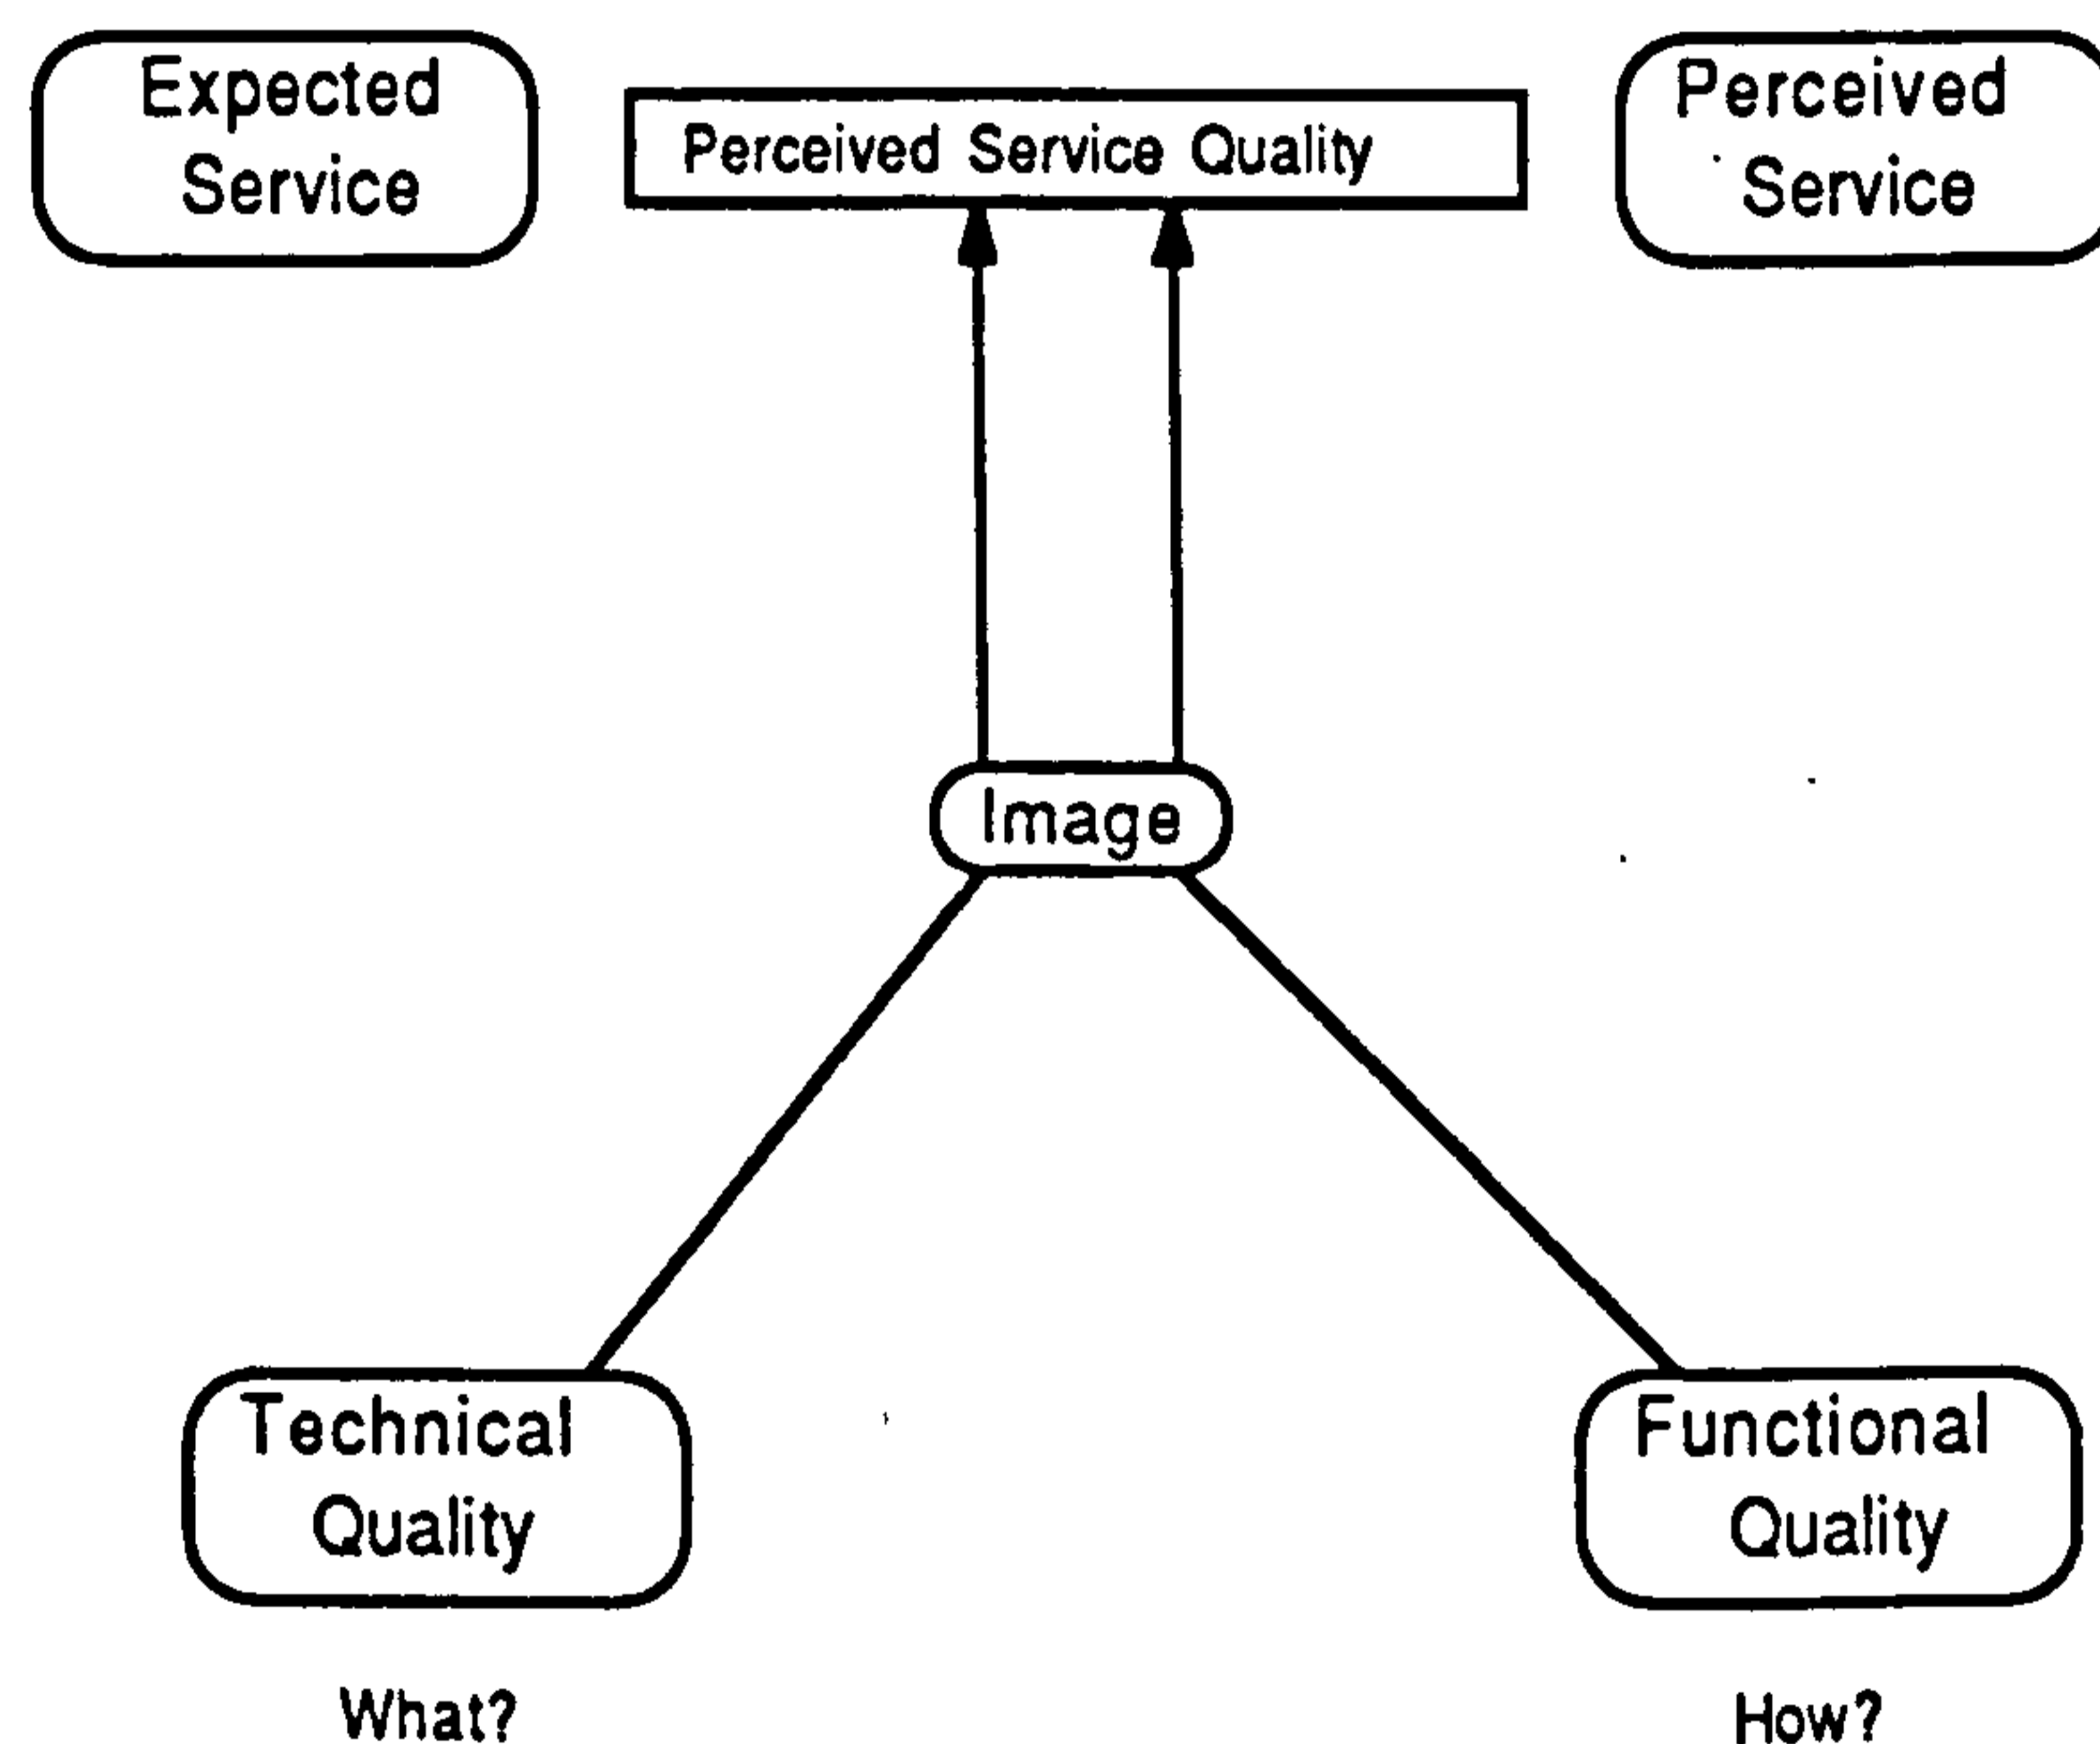 Expected
Service
Perceived Service Quality
Perceived
Service
Image
Technical
Quality
Functional
Quality
What?
How?